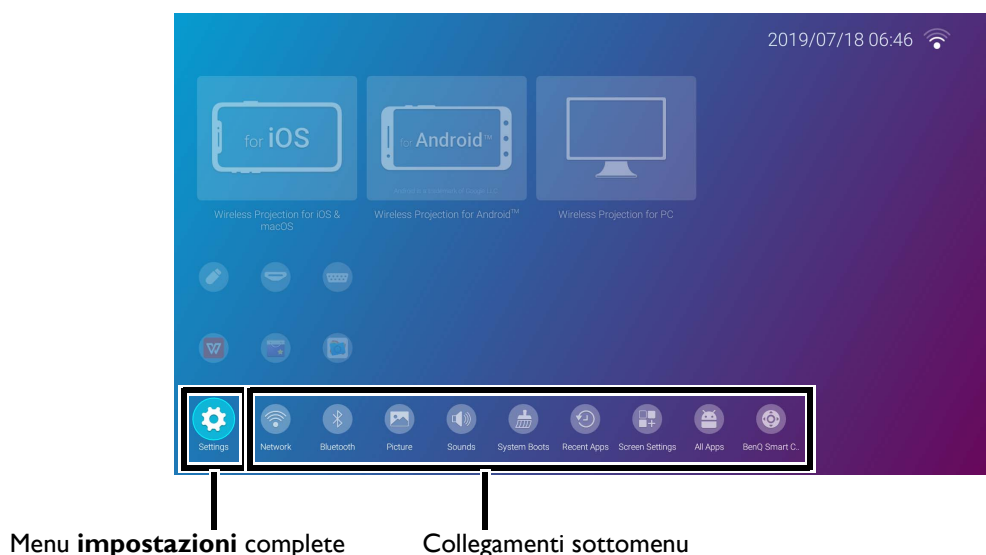 2019/07/18 06:46
for iOS
for Android™
Wireless Projection for iOS &
macOS
Wireless Projection for Android™
Wireless Projection for PC
Settings
Network
Bluetooth
Picture
Sounds
System Boots
Recent Apps
Screen Settings
All Apps
BenQ Smart C..
Menu impostazioni complete
Collegamenti sottomenu